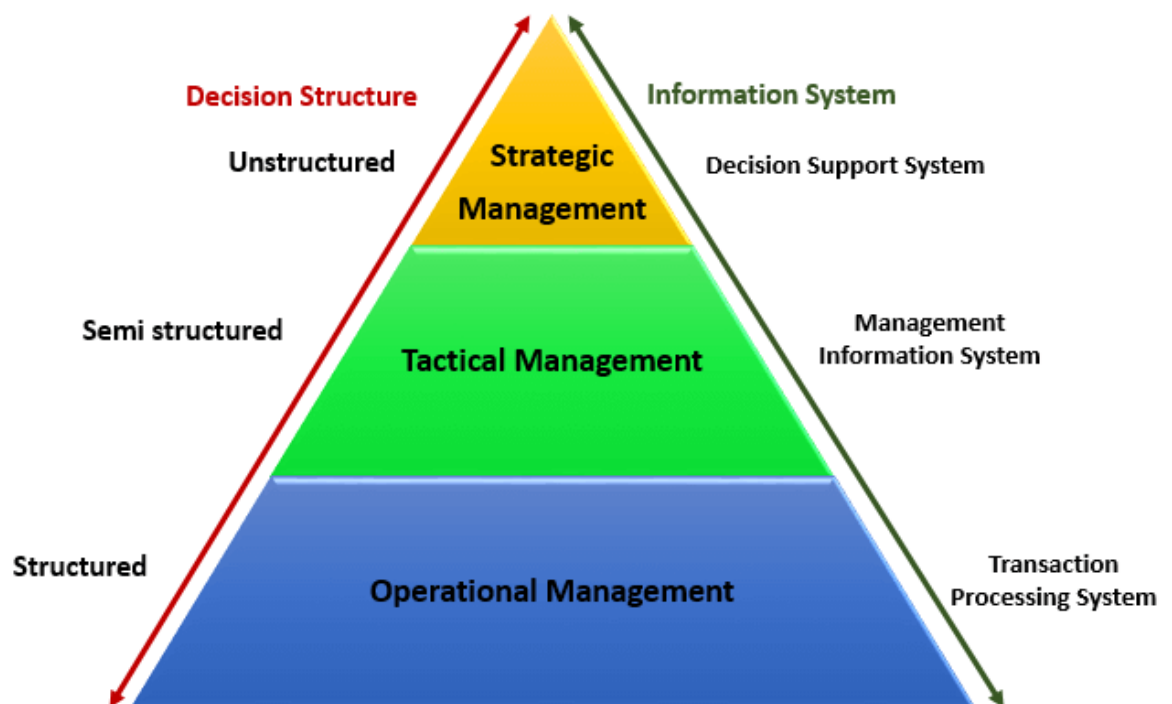 Decision Structure
Information System
Unstructured
Strategic
Management
Decision Support System
Semi structured
Tactical Management
Management
Information System
Structured
Operational Management
Transaction
Processing System